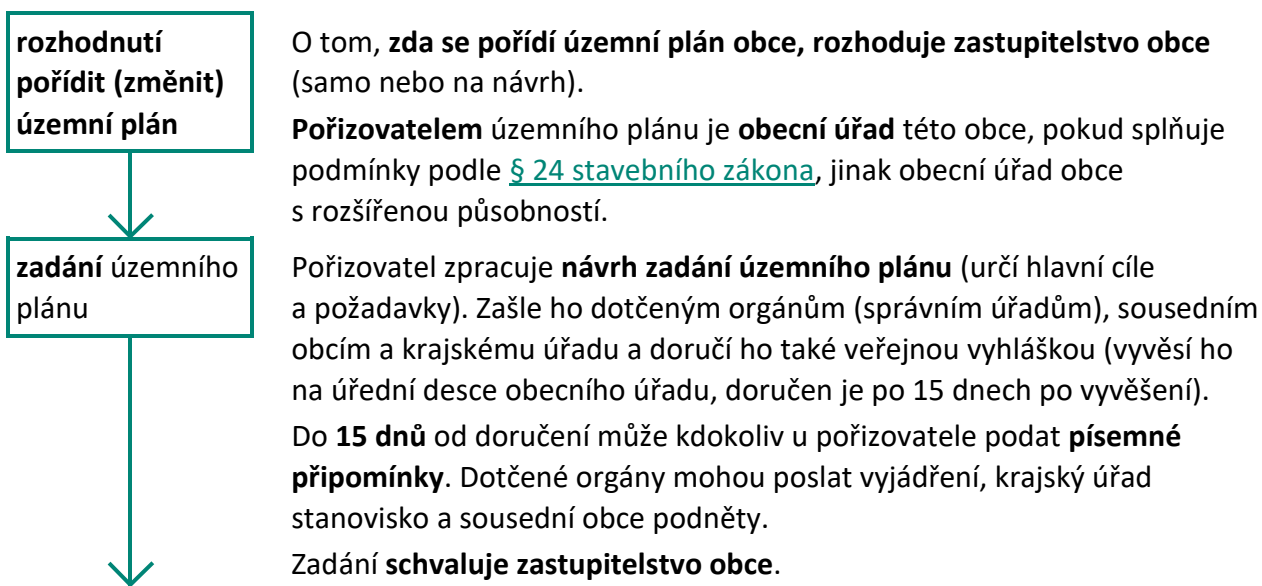 rozhodnutí
pořídit (změnit)
územní plán
O tom, zda se pořídí územní plán obce, rozhoduje zastupitelstvo obce
(samo nebo na návrh).
Pořizovatelem územního plánu je obecní úřad této obce, pokud splňuje
podmínky podle § 24 stavebního zákona, jinak obecní úřad obce
s rozšířenou působností.
zadání územního
plánu
Pořizovatel zpracuje návrh zadání územního plánu (určí hlavní cíle
a požadavky). Zašle ho dotčeným orgánům (správním úřadům), sousedním
obcím a krajskému úřadu a doručí ho také veřejnou vyhláškou (vyvěsí ho
na úřední desce obecního úřadu, doručen je po 15 dnech po vyvěšení).
Do 15 dnů od doručení může kdokoliv u pořizovatele podat písemné
připomínky. Dotčené orgány mohou poslat vyjádření, krajský úřad
stanovisko a sousední obce podněty.
Zadání schvaluje zastupitelstvo obce.